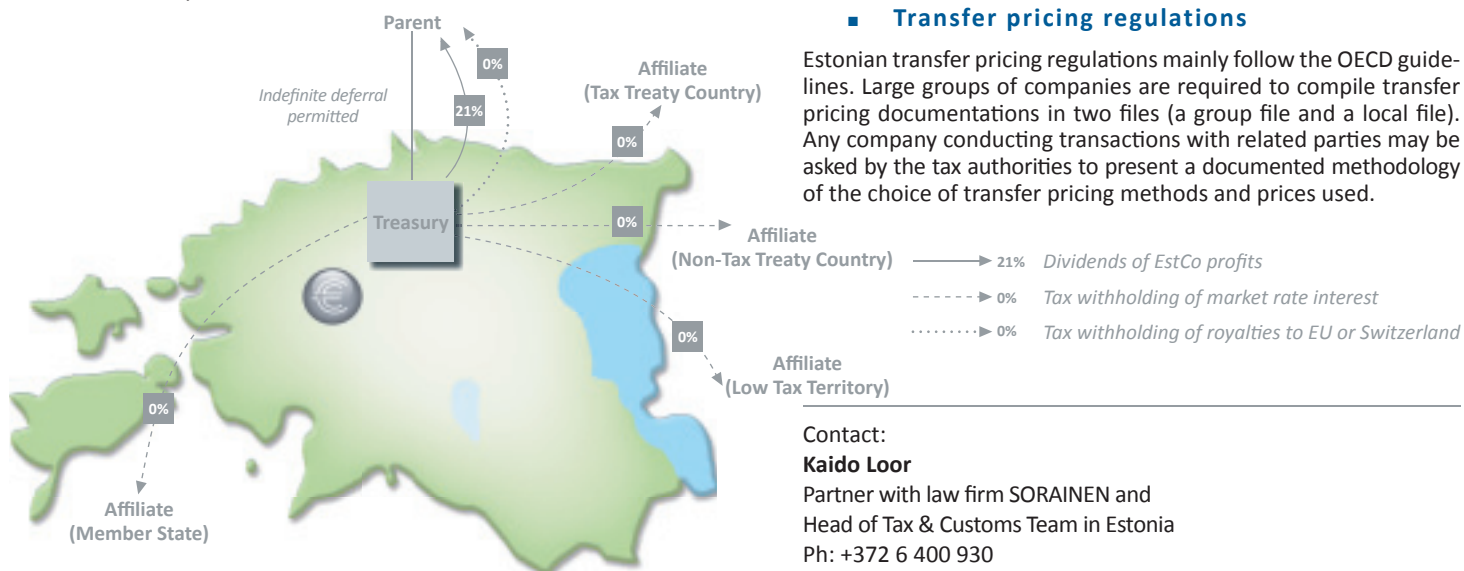 Parent
0%
Indefinite deferral
permitted
21%
Affiliate
(Tax Treaty Country)
0%
Treasury
0%
Affiliate
(Non-Tax Treaty Country)
€
0%
Affiliate
(Low Tax Territory)
0%
Affiliate
(Member State)
■ Transfer pricing regulations
Estonian transfer pricing regulations mainly follow the OECD guide-
lines. Large groups of companies are required to compile transfer
pricing documentations in two files (a group file and a local file).
Any company conducting transactions with related parties may be
asked by the tax authorities to present a documented methodology
of the choice of transfer pricing methods and prices used.
21% Dividends of EstCo profits
0% Tax withholding of market rate interest
0% Tax withholding of royalties to EU or Switzerland
Contact:
Kaido Loor
Partner with law firm SORAINEN and
Head of Tax & Customs Team in Estonia
Ph: +372 6 400 930